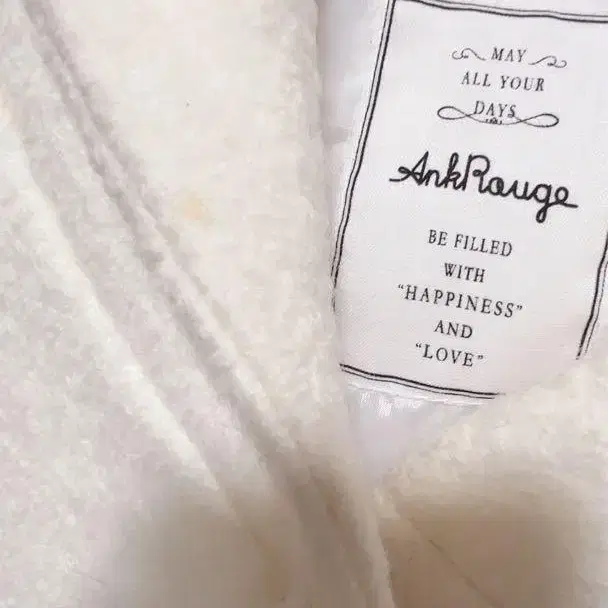 MAY
ALL YOUR
DAYS
AnkRouge
BE FILLED
WITH
“HAPPINESS”
AND
“LOVE”